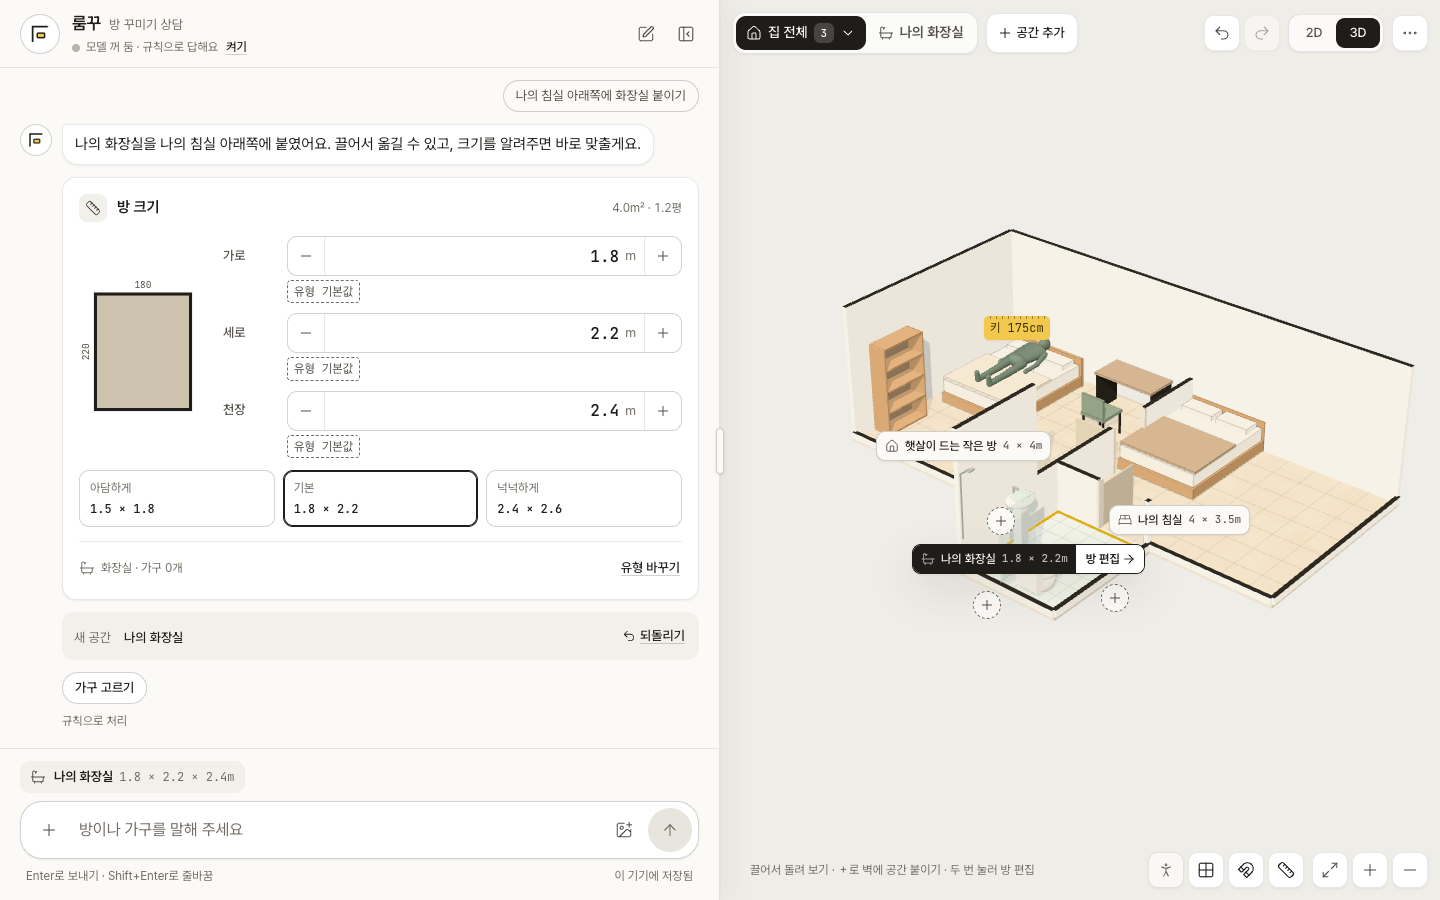 룸꾸 방 꾸미기 상담
모델 꺼 둠 · 규칙으로 답해요 켜기
나의 침실 아래쪽에 화장실 붙이기
나의 화장실을 나의 침실 아래쪽에 붙였어요. 끌어서 옮길 수 있고, 크기를 알려주면 바로 맞출게요.
방 크기
4.0m² · 1.2평
180
220
가로
1.8 m
유형 기본값
세로
2.2 m
유형 기본값
천장
2.4 m
유형 기본값
아담하게
1.5 × 1.8
기본
1.8 × 2.2
넉넉하게
2.4 × 2.6
화장실 · 가구 0개
유형 바꾸기
새 공간 나의 화장실
되돌리기
가구 고르기
규칙으로 처리
나의 화장실 1.8 × 2.2 × 2.4m
방이나 가구를 말해 주세요
Enter로 보내기 · Shift+Enter로 줄바꿈
이 기기에 저장됨
집 전체 3
나의 화장실
공간 추가
2D
3D
키 175cm
햇살이 드는 작은 방 4 × 4m
나의 침실 4 × 3.5m
나의 화장실 1.8 × 2.2m
방 편집 →
끌어서 돌려 보기 · +로 벽에 공간 붙이기 · 두 번 눌러 방 편집